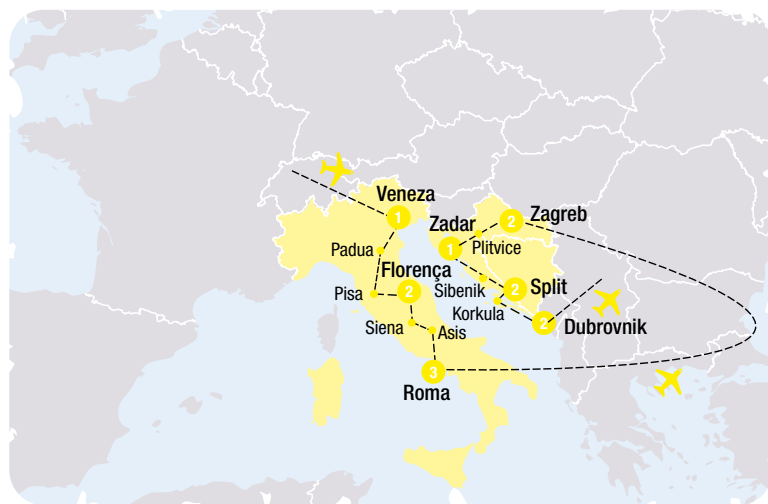 Veneza
1
Padua
Florença
2
Pisa
Siena
Asis
3
Roma
Zagreb
2
Zadar
1
Plitvice
Sibenik
2
Split
Korkula
2
Dubrovnik